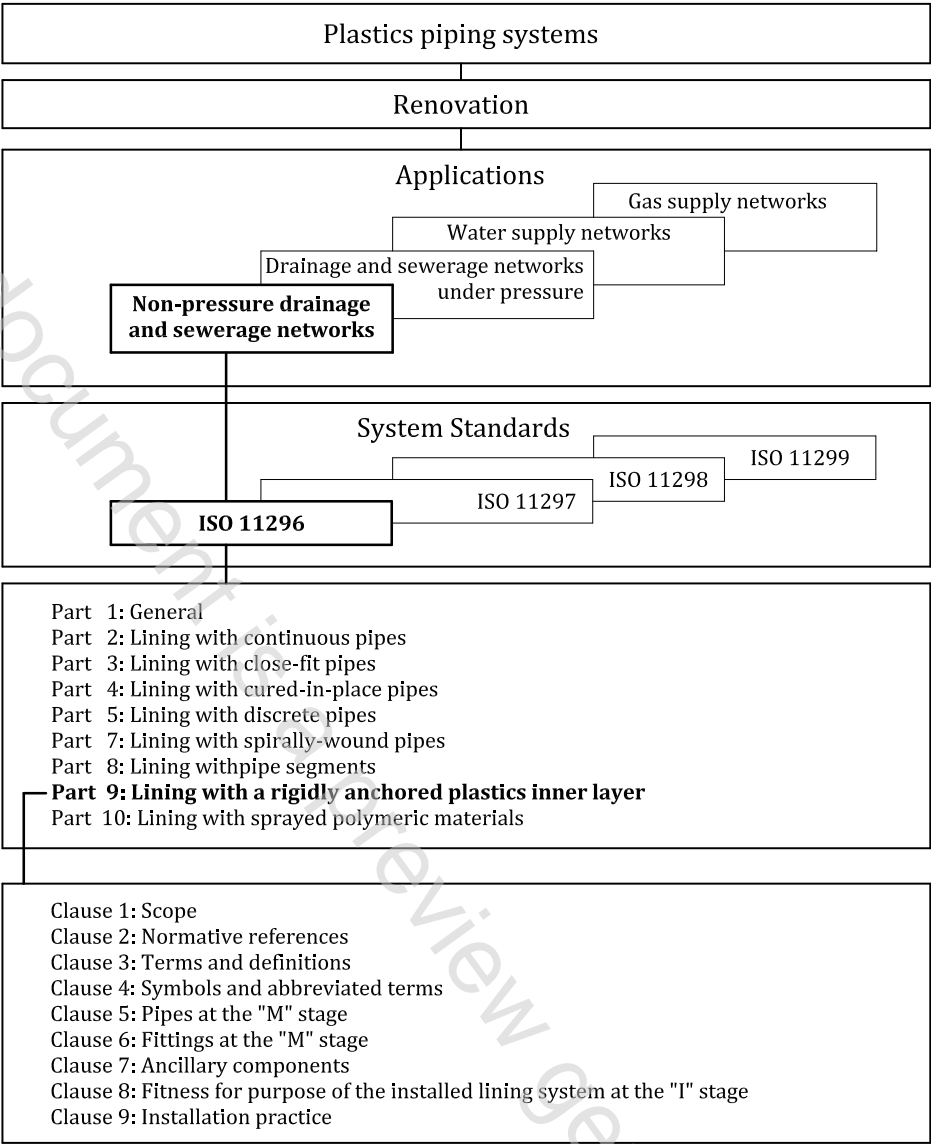 Plastics piping systems
Renovation
Applications
Gas supply networks
Water supply networks
Drainage and sewerage networks
under pressure
Non-pressure drainage
and sewerage networks
System Standards
ISO 11299
ISO 11298
ISO 11297
ISO 11296
Part 1: General
Part 2: Lining with continuous pipes
Part 3: Lining with close-fit pipes
Part 4: Lining with cured-in-place pipes
Part 5: Lining with discrete pipes
Part 7: Lining with spirally-wound pipes
Part 8: Lining withpipe segments
Part 9: Lining with a rigidly anchored plastics inner layer
Part 10: Lining with sprayed polymeric materials
Clause 1: Scope
Clause 2: Normative references
Clause 3: Terms and definitions
Clause 4: Symbols and abbreviated terms
Clause 5: Pipes at the "M" stage
Clause 6: Fittings at the "M" stage
Clause 7: Ancillary components
Clause 8: Fitness for purpose of the installed lining system at the "I" stage
Clause 9: Installation practice
document is a preview ge